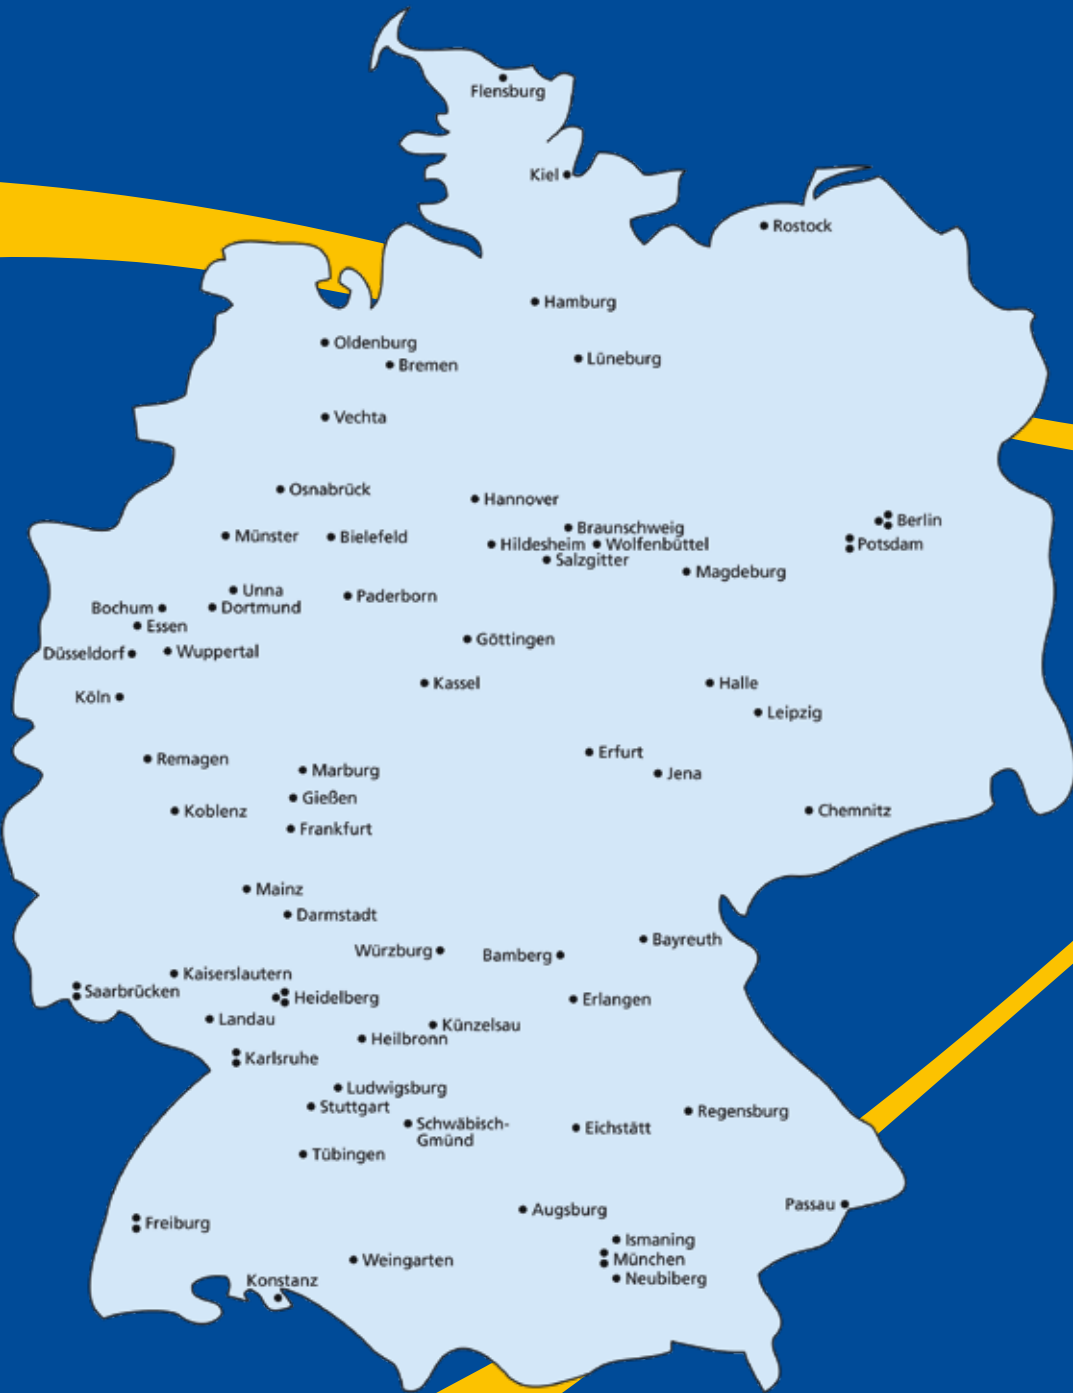 Flensburg
Kiel
Rostock
Hamburg
Oldenburg
Bremen
Lüneburg
Vechta
Osnabrück
Hannover
Berlin
Braunschweig
Münster
Bielefeld
Hildesheim
Wolfenbüttel
Potsdam
Salzgitter
Magdeburg
Unna
Paderborn
Bochum
Dortmund
Essen
Göttingen
Düsseldorf
Wuppertal
Kassel
Halle
Köln
Leipzig
Erfurt
Remagen
Marburg
Jena
Gießen
Koblenz
Chemnitz
Frankfurt
Mainz
Darmstadt
Bayreuth
Würzburg
Bamberg
Kaiserslautern
Saarbrücken
Heidelberg
Erlangen
Landau
Künzelsau
Heilbronn
Karlsruhe
Ludwigsburg
Stuttgart
Regensburg
Schwäbisch-
Gmünd
Eichstätt
Tübingen
Passau
Augsburg
Freiburg
Ismaning
Weingarten
München
Neubiberg
Konstanz